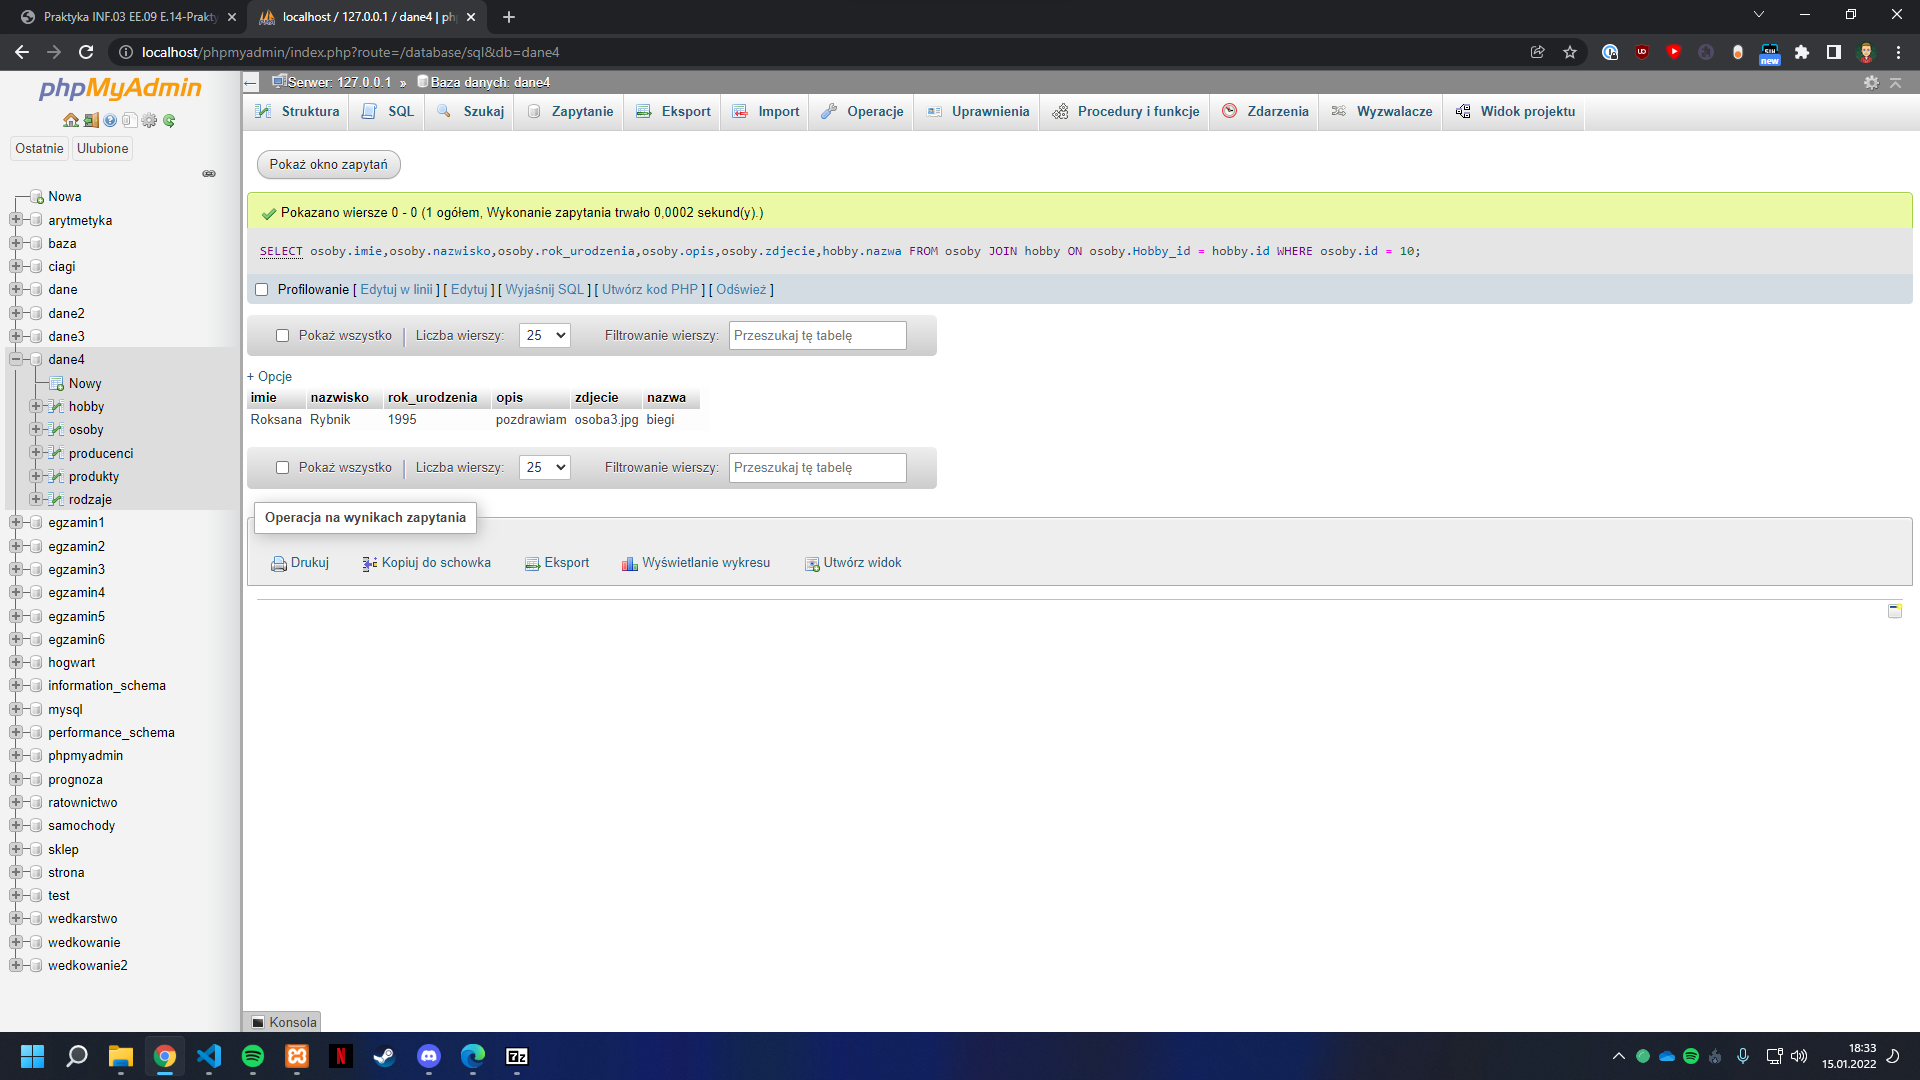 Praktyka INF.03 EE.09 E.14-Prakty
localhost / 127.0.0.1 / dane4 | ph
localhost/phpmyadmin/index.php?route=/database/sql&db=dane4
new
phpMyAdmin
Ostatnie
Ulubione
Nowa
arytmetyka
baza
ciagi
dane
dane2
dane3
dane4
Nowy
hobby
osoby
producenci
produkty
rodzaje
egzamin1
egzamin2
egzamin3
egzamin4
egzamin5
egzamin6
hogwart
information_schema
mysql
performance_schema
phpmyadmin
prognoza
ratownictwo
samochody
sklep
strona
test
wedkarstwo
wedkowanie
wedkowanie2
Serwer: 127.0.0.1 » Baza danych: dane4
Struktura SQL Szukaj Zapytanie Eksport Import Operacje Uprawnienia Procedury i funkcje Zdarzenia Wyzwalacze Widok projektu
Pokaż okno zapytań
Pokazano wiersze 0 - 0 (1 ogółem, Wykonanie zapytania trwało 0,0002 sekund(y).)
SELECT osoby.imie,osoby.nazwisko,osoby.rok_urodzenia,osoby.opis,osoby.zdjecie,hobby.nazwa FROM osoby JOIN hobby ON osoby.Hobby_id = hobby.id WHERE osoby.id = 10;
Profilowanie [ Edytuj w linii ] [ Edytuj ] [ Wyjaśnij SQL ] [ Utwórz kod PHP ] [ Odśwież ]
Pokaż wszystko | Liczba wierszy: 25 Filtrowanie wierszy: Przeszukaj tę tabelę
+ Opcje
imie nazwisko rok_urodzenia opis zdjecie nazwa
Roksana Rybnik 1995 pozdrawiam osoba3.jpg biegi
Pokaż wszystko | Liczba wierszy: 25 Filtrowanie wierszy: Przeszukaj tę tabelę
Operacja na wynikach zapytania
Drukuj Kopiuj do schowka Eksport Wyświetlanie wykresu Utwórz widok
Konsola
N
7z
18:33
15.01.2022